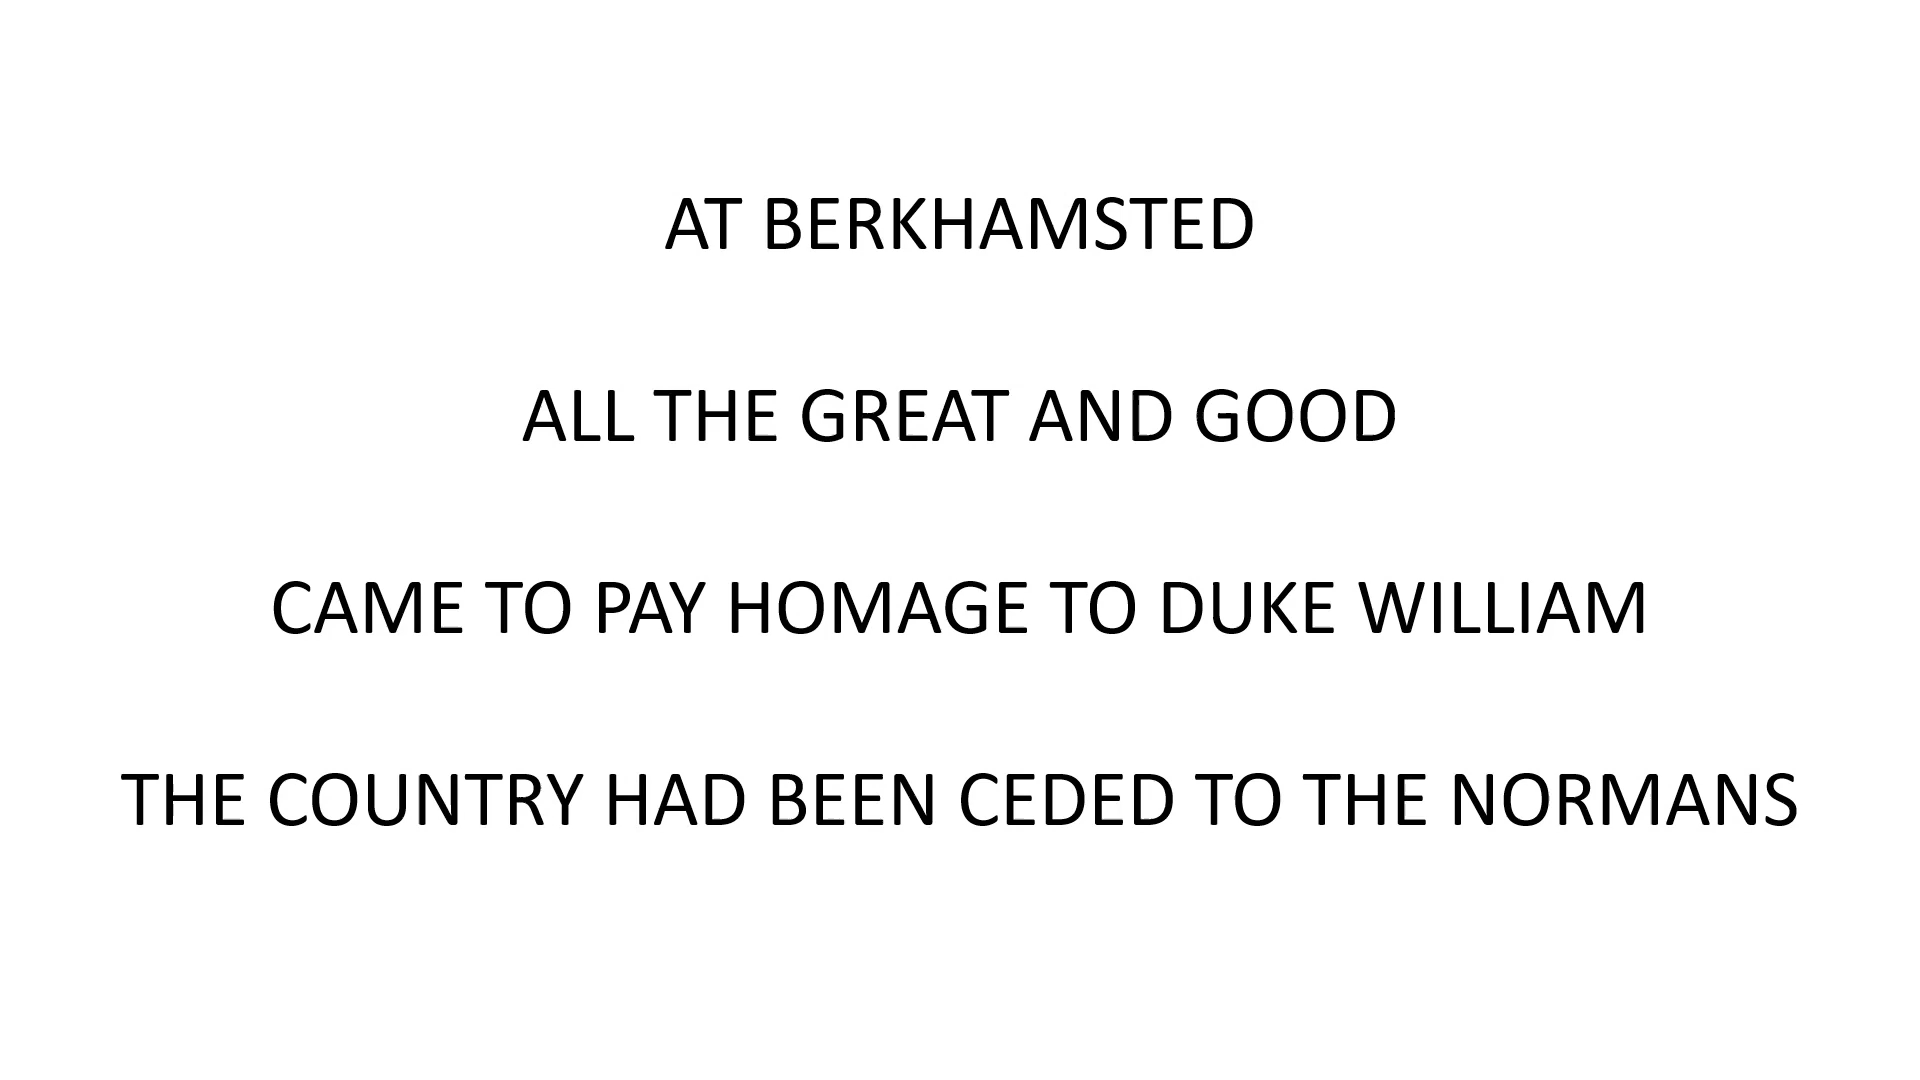 AT BERKHAMSTED
ALL THE GREAT AND GOOD
CAME TO PAY HOMAGE TO DUKE WILLIAM
THE COUNTRY HAD BEEN CEDED TO THE NORMANS